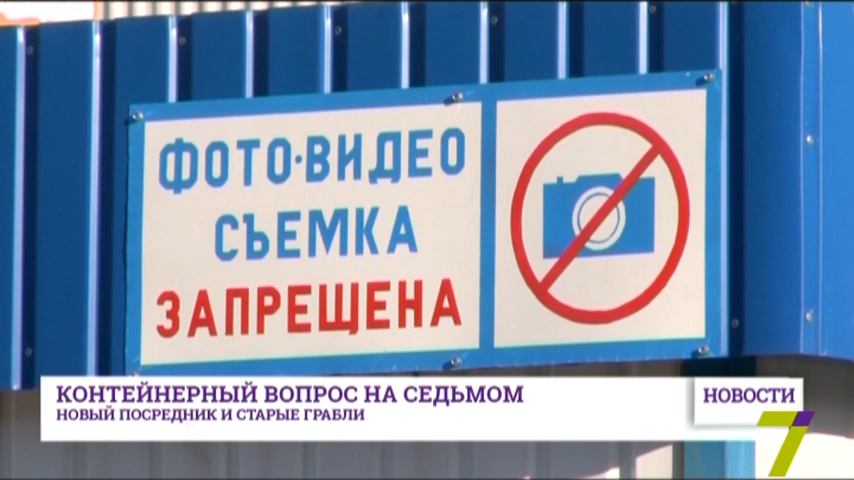 ФОТО·ВИДЕО
СЪЕМКА
ЗАПРЕЩЕНА
КОНТЕЙНЕРНЫЙ ВОПРОС НА СЕДЬМОМ
НОВЫЙ ПОСРЕДНИК И СТАРЫЕ ГРАБЛИ
НОВОСТИ
7